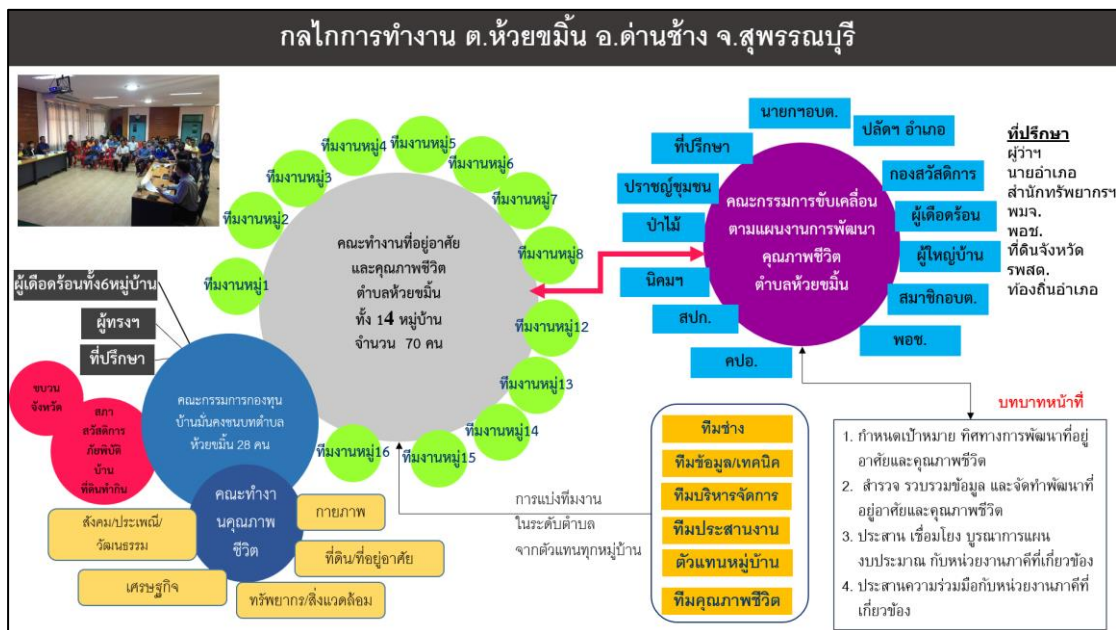 กลไกการทำงาน ต.ห้วยขมิ้น อ.ด่านช้าง จ.สุพรรณบุรี
ทีมงานหมู่1
ทีมงานหมู่2
ทีมงานหมู่3
ทีมงานหมู่4
ทีมงานหมู่5
ทีมงานหมู่6
ทีมงานหมู่7
ทีมงานหมู่8
ทีมงานหมู่12
ทีมงานหมู่13
ทีมงานหมู่14
ทีมงานหมู่15
ทีมงานหมู่16
คณะทำงานที่อยู่อาศัย
และคุณภาพชีวิต
ตำบลห้วยขมิ้น
ทั้ง 14 หมู่บ้าน
จำนวน 70 คน
นายกฯอบต.
ปลัดฯ อำเภอ
ที่ปรึกษา
กองสวัสดิการ
ปราชญ์ชุมชน
ผู้เดือดร้อน
ป่าไม้
ผู้ใหญ่บ้าน
นิคมฯ
สมาชิกอบต.
สปก.
พอช.
คปอ.
คณะกรรมการขับเคลื่อน
ตามแผนงานการพัฒนา
คุณภาพชีวิต
ตำบลห้วยขมิ้น
ที่ปรึกษา
ผู้ว่าฯ
นายอำเภอ
สำนักทรัพยากรฯ
พมจ.
พอช.
ที่ดินจังหวัด
รพสต.
ท้องถิ่นอำเภอ
ผู้เดือดร้อนทั้ง6หมู่บ้าน
ผู้ทรงฯ
ที่ปรึกษา
ขบวน
จังหวัด
สภา
สวัสดิการ
ภัยพิบัติ
บ้าน
ที่ดินทำกิน
คณะกรรมการกองทุน
บ้านมั่นคงชนบทตำบล
ห้วยขมิ้น 28 คน
คณะทำงา
นคุณภาพ
ชีวิต
สังคม/ประเพณี/
วัฒนธรรม
กายภาพ
ที่ดิน/ที่อยู่อาศัย
เศรษฐกิจ
ทรัพยากร/สิ่งแวดล้อม
การแบ่งทีมงาน
ในระดับตำบล
จากตัวแทนทุกหมู่บ้าน
ทีมช่าง
ทีมข้อมูล/เทคนิค
ทีมบริหารจัดการ
ทีมประสานงาน
ตัวแทนหมู่บ้าน
ทีมคุณภาพชีวิต
บทบาทหน้าที่
1. กำหนดเป้าหมาย ทิศทางการพัฒนาที่อยู่
อาศัยและคุณภาพชีวิต
2. สำรวจ รวบรวมข้อมูล และจัดทำพัฒนาที่
อยู่อาศัยและคุณภาพชีวิต
3. ประสาน เชื่อมโยง บูรณาการแผน
งบประมาณ กับหน่วยงานภาคีที่เกี่ยวข้อง
4. ประสานความร่วมมือกับหน่วยงานภาคีที่
เกี่ยวข้อง